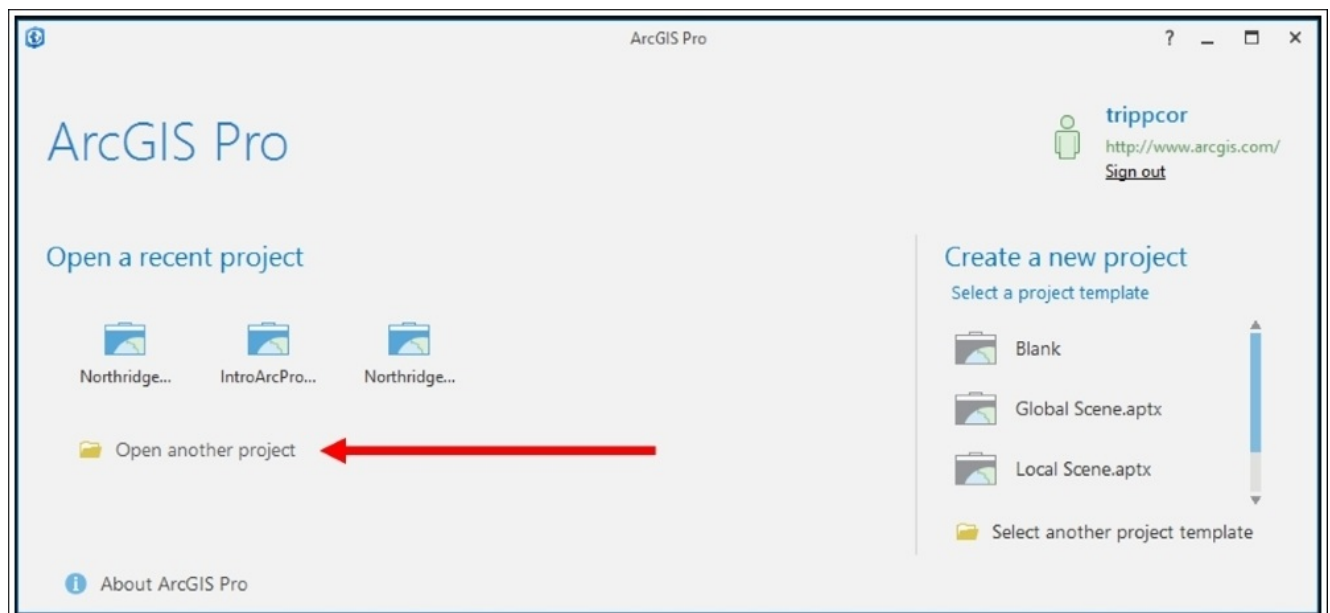 ArcGIS Pro
?
ArcGIS Pro
trippcor
http://www.arcgis.com/
Sign out
Open a recent project
Northridge... IntroArcPro... Northridge...
Open another project
Create a new project
Select a project template
Blank
Global Scene.aptx
Local Scene.aptx
Select another project template
About ArcGIS Pro